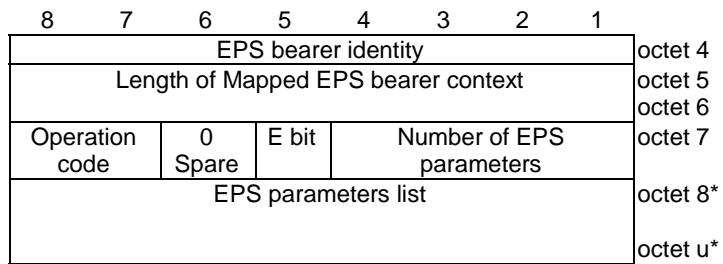 8 7 6 5 4 3 2 1
EPS bearer identity octet 4
Length of Mapped EPS bearer context octet 5
octet 6
Operation 0 E bit Number of EPS octet 7
code Spare parameters
EPS parameters list octet 8*
octet u*